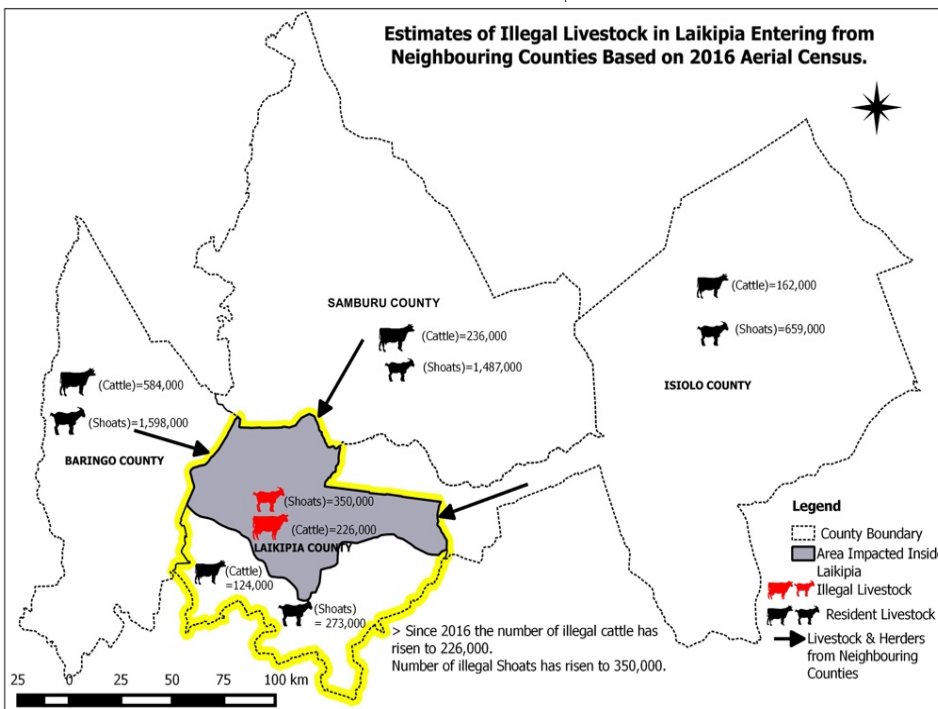 Estimates of Illegal Livestock in Laikipia Entering from
Neighbouring Counties Based on 2016 Aerial Census.
(Cattle)=162,000
(Shoats)=659,000
ISIOLO COUNTY
SAMBURU COUNTY
(Cattle)=236,000
(Shoats)=1,487,000
(Cattle)=584,000
(Shoats)=1,598,000
BARINGO COUNTY
(Shoats)=350,000
(Cattle)=226,000
LAIKIPIA COUNTY
(Cattle)
=124,000
(Shoats)
= 273,000
> Since 2016 the number of illegal cattle has
risen to 226,000.
Number of illegal Shoats has risen to 350,000.
Legend
County Boundary
Area Impacted Inside
Laikipia
Illegal Livestock
Resident Livestock
Livestock & Herders
from Neighbouring
Counties
25 0 25 50 75 100 km